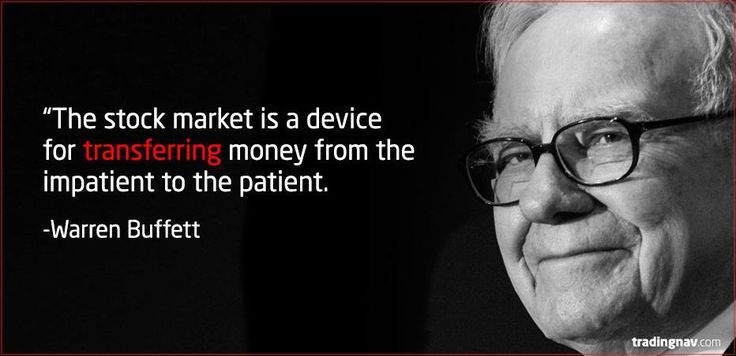 “The stock market is a device
for transferring money from the
impatient to the patient.
-Warren Buffett
tradingnav.com